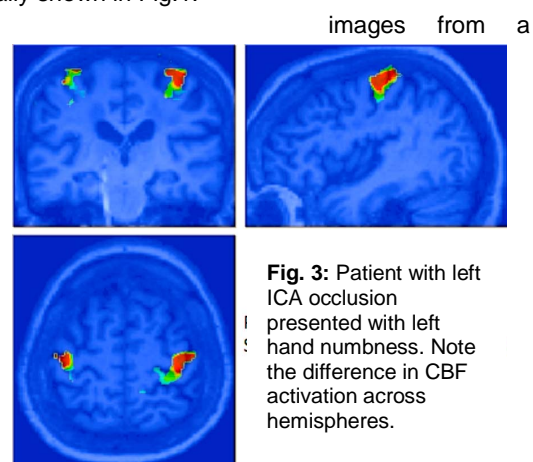 images from a
Fig. 3: Patient with left
ICA occlusion
presented with left
hand numbness. Note
the difference in CBF
activation across
hemispheres.